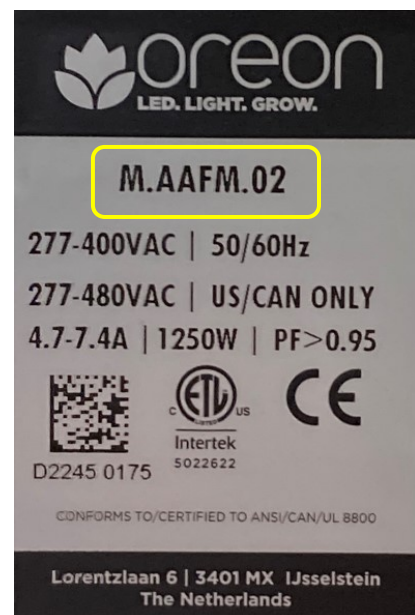 oreon
LED. LIGHT. GROW.
M.AAFM.02
277-400VAC | 50/60Hz
277-480VAC | US/CAN ONLY
4.7-7.4A | 1250W | PF>0.95
C ETL US
LISTED
CE
Intertek
5022622
D2245 0175
CONFORMS TO/CERTIFIED TO ANSI/CAN/UL 8800
Lorentzlaan 6 | 3401 MX IJsselstein
The Netherlands